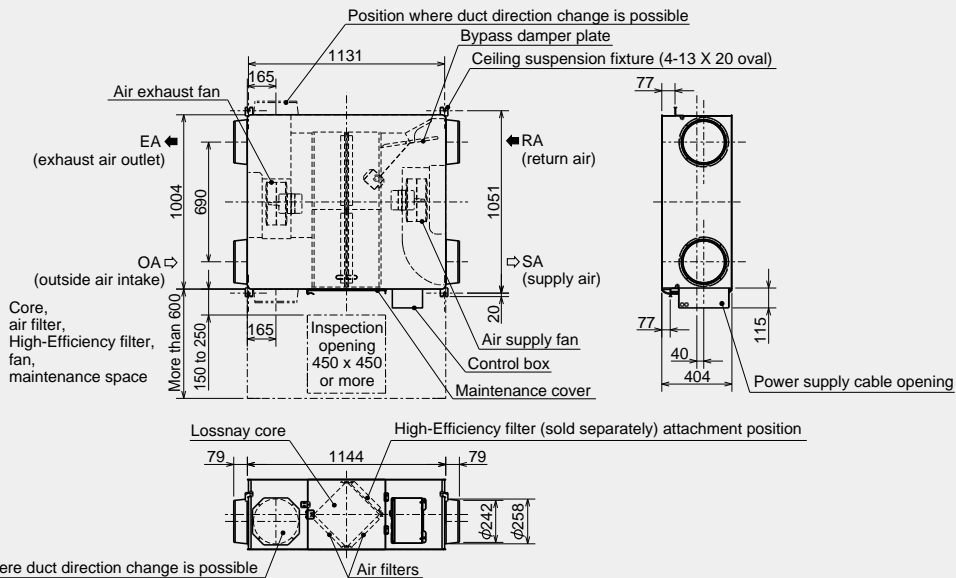 Position where duct direction change is possible
Bypass damper plate
1131
Ceiling suspension fixture (4-13 X 20 oval)
165
77
Air exhaust fan
EA
(exhaust air outlet)
RA
(return air)
1004
690
1051
OA
(outside air intake)
SA
(supply air)
Core,
air filter,
High-Efficiency filter,
fan,
maintenance space
More than 600
150 to 250
165
Inspection
opening
450 x 450
or more
20
Air supply fan
Control box
Maintenance cover
77
40
404
115
Power supply cable opening
Lossnay core
High-Efficiency filter (sold separately) attachment position
79
1144
79
ϕ242
ϕ258
ere duct direction change is possible
Air filters